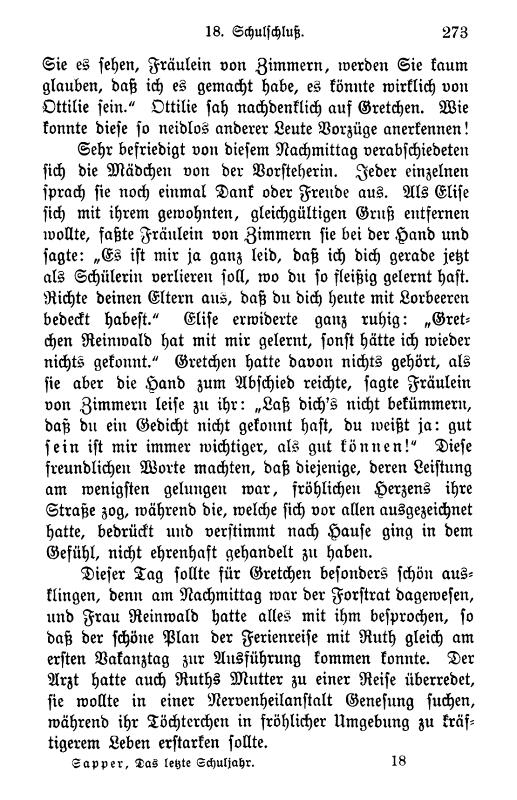 18. Schulschluß. 273
Sie es sehen, Fräulein von Zimmern, werden Sie kaum
glauben, daß ich es gemacht habe, es könnte wirklich von
Ottilie sein.“ Ottilie sah nachdenklich auf Gretchen. Wie
konnte diese so neidlos anderer Leute Vorzüge anerkennen!
Sehr befriedigt von diesem Nachmittag verabschiedeten
sich die Mädchen von der Vorsteherin. Jeder einzelnen
sprach sie noch einmal Dank oder Freude aus. Als Elise
sich mit ihrem gewohnten, gleichgültigen Gruß entfernen
wollte, faßte Fräulein von Zimmern sie bei der Hand und
sagte: „Es ist mir ja ganz leid, daß ich dich gerade jetzt
als Schülerin verlieren soll, wo du so fleißig gelernt hast.
Richte deinen Eltern aus, daß du dich heute mit Lorbeeren
bedeckt habest.“ Elise erwiderte ganz ruhig: „Gret-
chen Reinwald hat mit mir gelernt, sonst hätte ich wieder
nichts gekonnt.“ Gretchen hatte davon nichts gehört, als
sie aber die Hand zum Abschied reichte, sagte Fräulein
von Zimmern leise zu ihr: „Laß dich's nicht bekümmern,
daß du ein Gedicht nicht gekonnt hast, du weißt ja: gut
sein ist mir immer wichtiger, als gut können!“ Diese
freundlichen Worte machten, daß diejenige, deren Leistung
am wenigsten gelungen war, fröhlichen Herzens ihre
Straße zog, während die, welche sich vor allen ausgezeichnet
hatte, bedrückt und verstimmt nach Hause ging in dem
Gefühl, nicht ehrenhaft gehandelt zu haben.
Dieser Tag sollte für Gretchen besonders schön aus-
klingen, denn am Nachmittag war der Forstrat dagewesen,
und Frau Reinwald hatte alles mit ihm besprochen, so
daß der schöne Plan der Ferienreise mit Ruth gleich am
ersten Vakanztag zur Ausführung kommen konnte. Der
Arzt hatte auch Ruths Mutter zu einer Reise überredet,
sie wollte in einer Nervenheilanstalt Genesung suchen,
während ihr Töchterchen in fröhlicher Umgebung zu kräf-
tigerem Leben erstarken sollte.
Sapper, Das letzte Schuljahr. 18